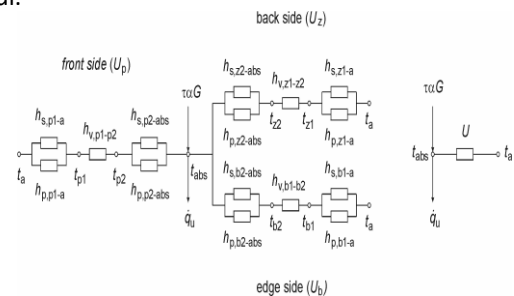 al.
back side (U_z)
front side (U_p)
h_s,z2-abs
h_v,z1-z2
h_s,z1-a
ταG
h_s,p1-a
h_v,p1-p2
h_s,p2-abs
t_z2
t_z1
t_a
h_p,z2-abs
h_p,z1-a
ταG
U
t_a
t_p1
t_p2
t_abs
h_p,p1-a
h_p,p2-abs
h_s,b2-abs
h_v,b1-b2
h_s,b1-a
t_abs
t_a
q̇_u
t_b2
t_b1
t_a
h_p,b2-abs
h_p,b1-a
q̇_u
edge side (U_b)